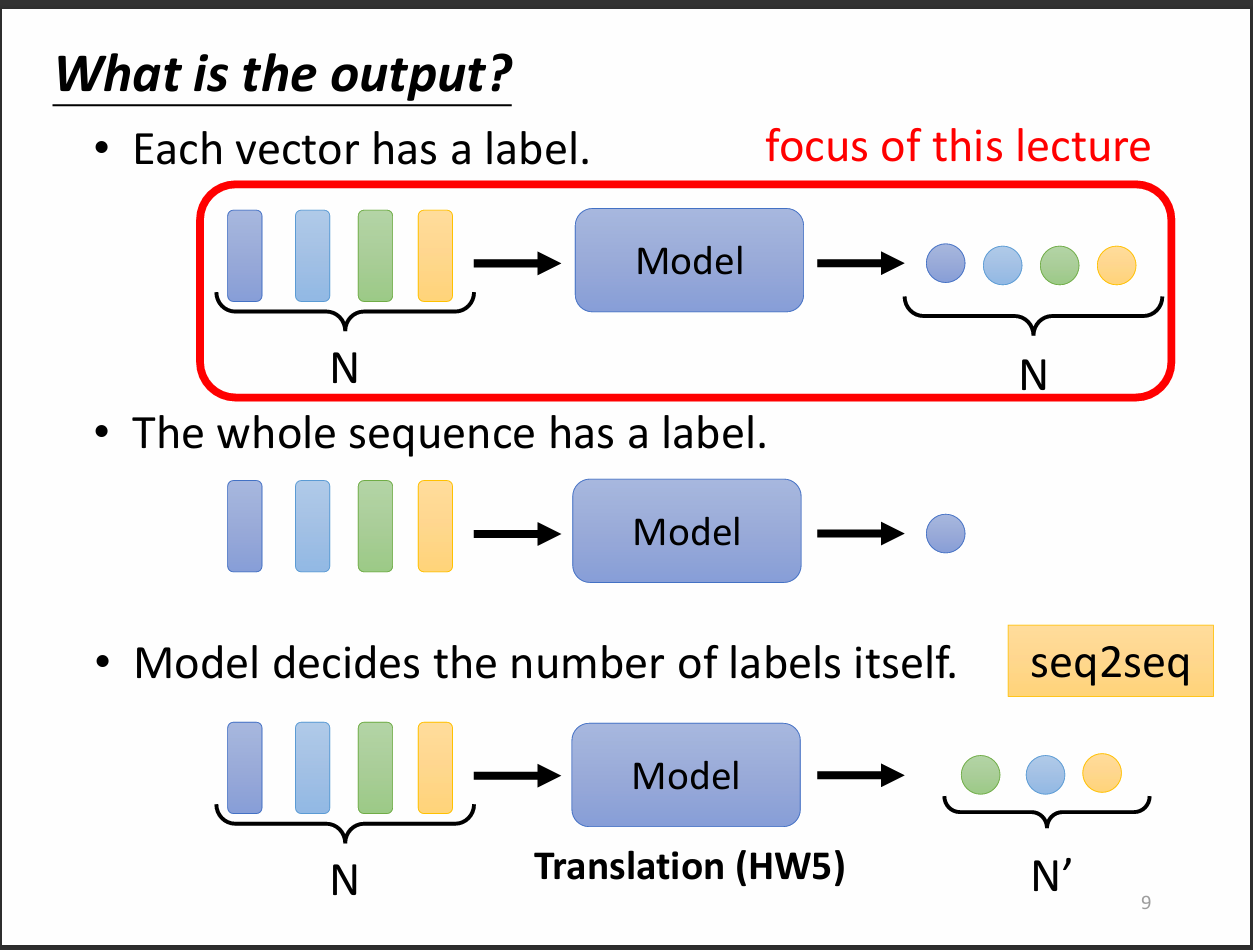 What is the output?
• Each vector has a label.
focus of this lecture
Model
N
N
• The whole sequence has a label.
Model
• Model decides the number of labels itself.
seq2seq
Model
Translation (HW5)
N
N’
9